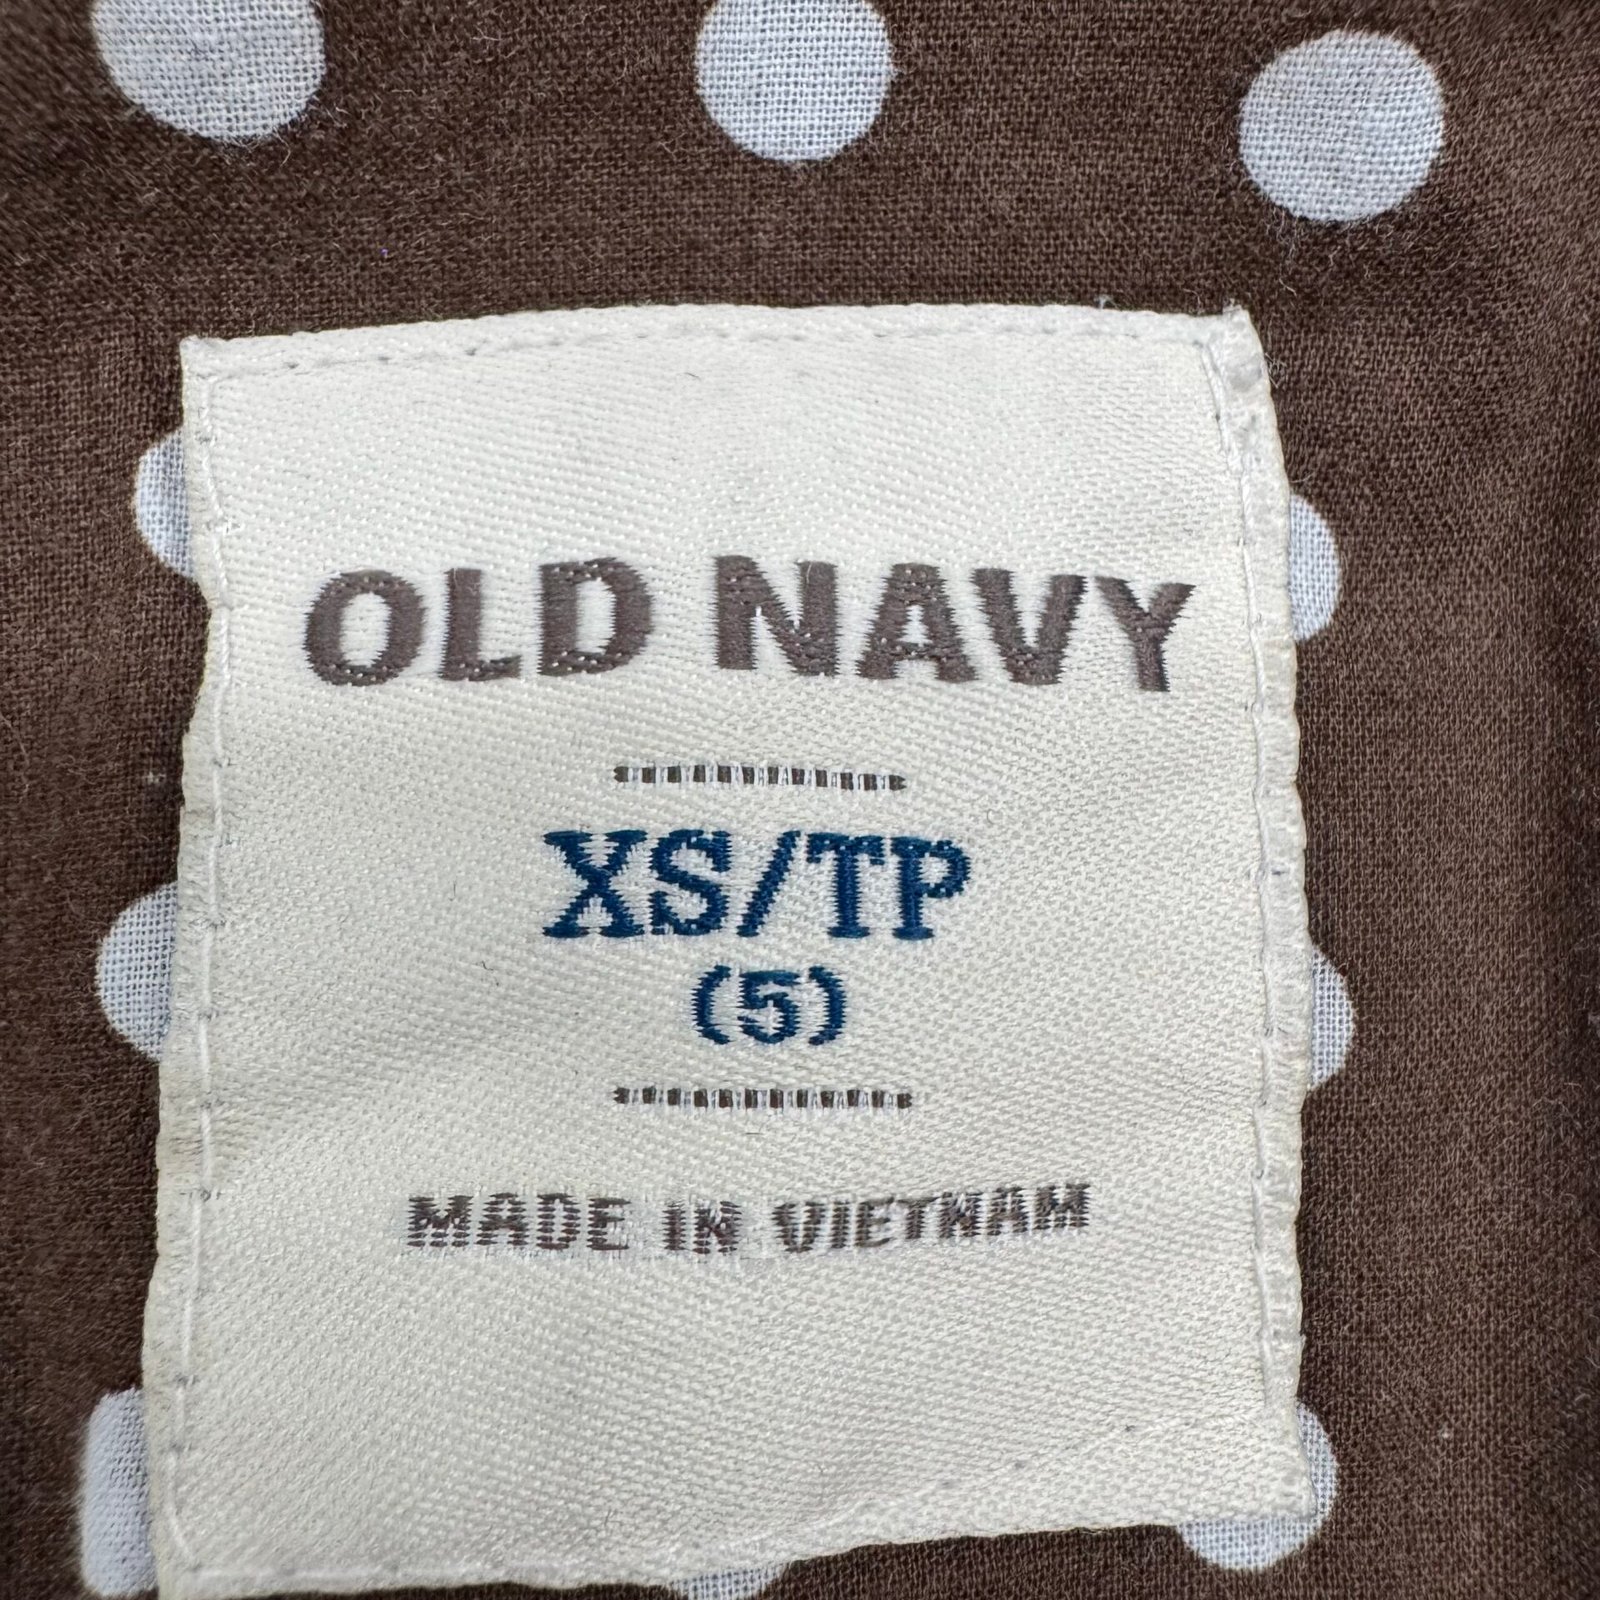 OLD NAVY
XS/TP
(5)
MADE IN VIETNAM